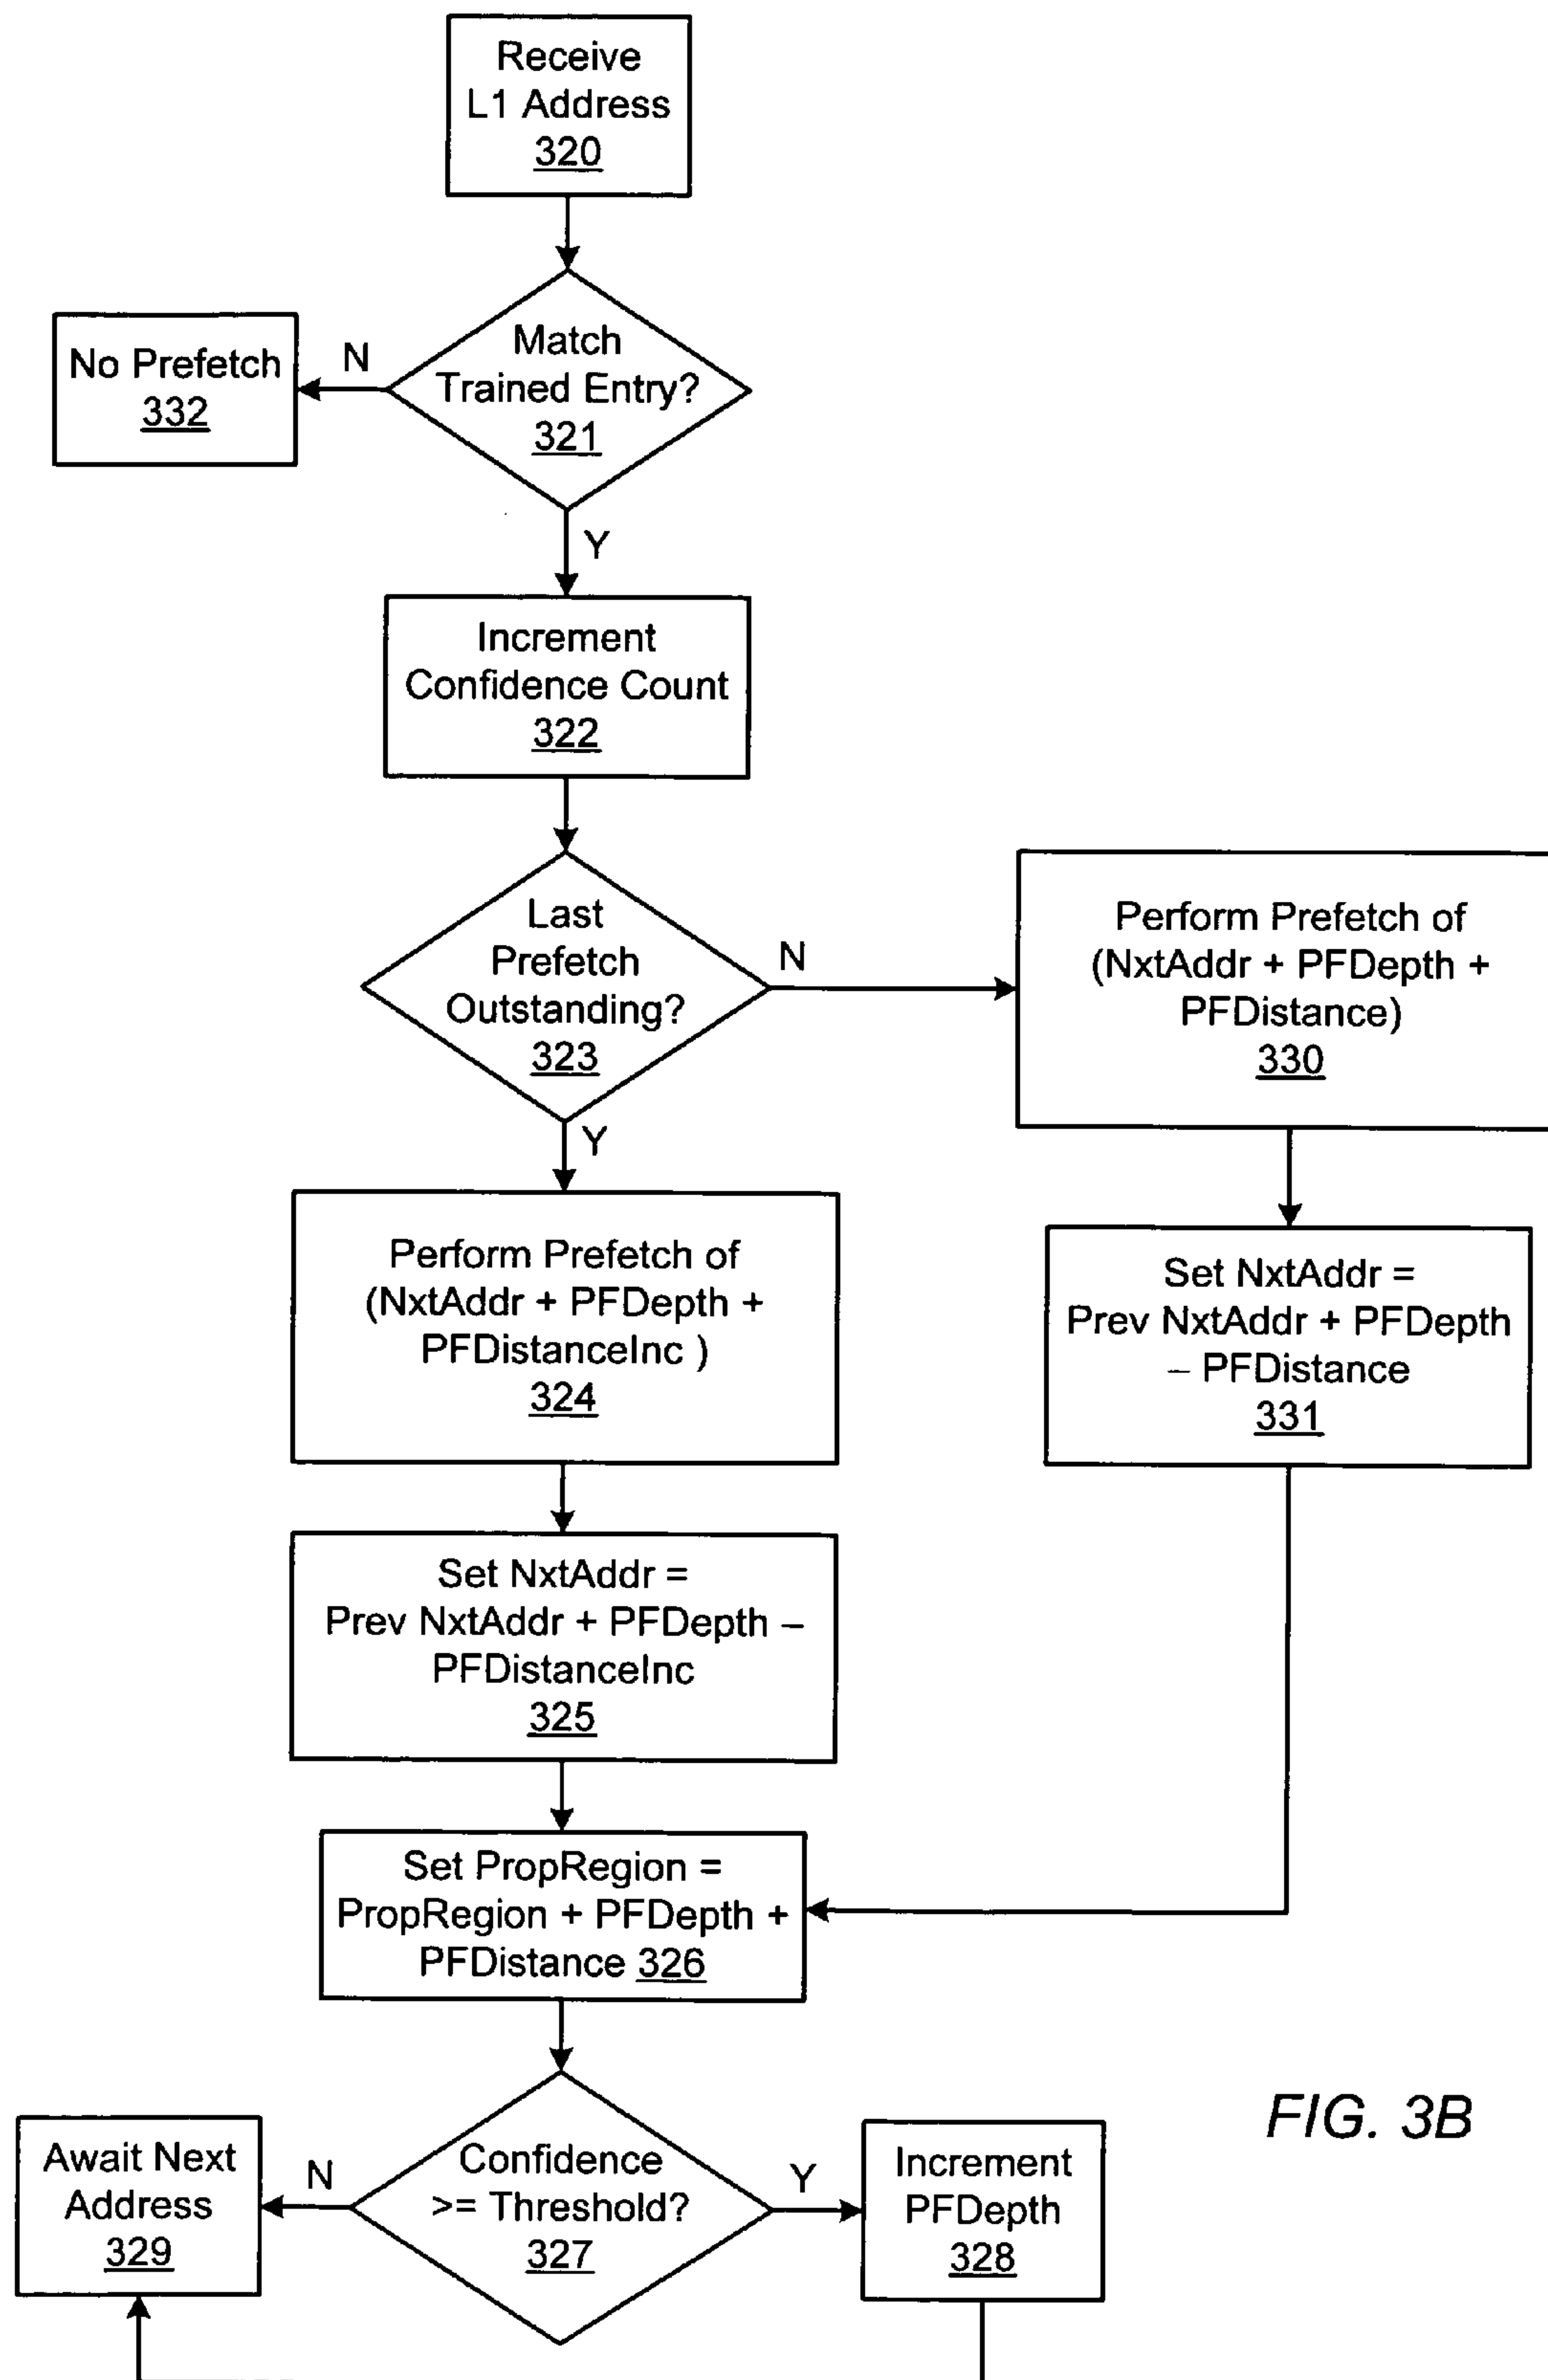 Receive
L1 Address
320
Match
Trained Entry?
321
N
No Prefetch
332
Y
Increment
Confidence Count
322
Last
Prefetch
Outstanding?
323
N
Perform Prefetch of
(NxtAddr + PFDepth +
PFDistance)
330
Y
Perform Prefetch of
(NxtAddr + PFDepth +
PFDistanceInc )
324
Set NxtAddr =
Prev NxtAddr + PFDepth
– PFDistance
331
Set NxtAddr =
Prev NxtAddr + PFDepth –
PFDistanceInc
325
Set PropRegion =
PropRegion + PFDepth +
PFDistance 326
Confidence
>= Threshold?
327
N
Await Next
Address
329
Y
Increment
PFDepth
328
FIG. 3B